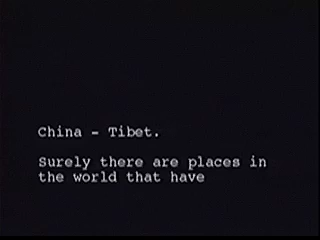 China - Tibet.
Surely there are places in
the world that have